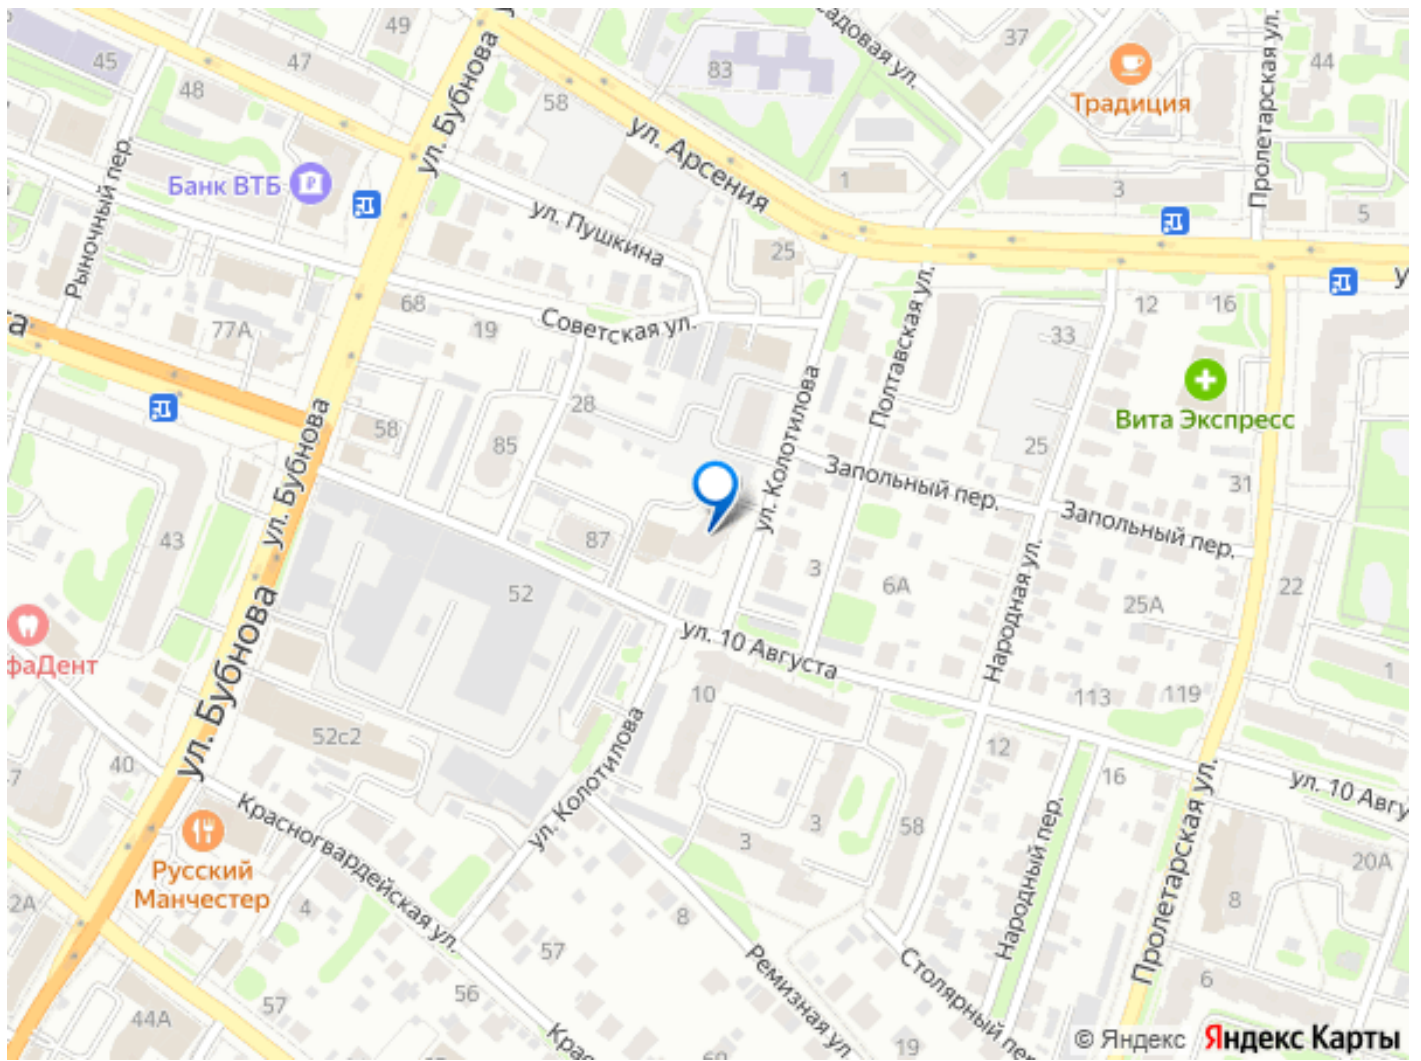 49
45
47
48
83
58
37
44
Садовая ул.
Традиция
Пролетарская ул.
ул. Бубнова
ул. Арсения
Рыночный пер.
Банк ВТБ
1
3
5
ул. Пушкина
25
68
19
Советская ул.
77А
12
16
33
Полтавская ул.
Вита Экспресс
28
58
85
ул. Колотилова
ул. Бубнова
Запольный пер.
25
31
Запольный пер.
43
87
52
3
6А
Народная ул.
25А
22
фаДент
ул. Бубнова
ул. 10 Августа
10
113
119
1
52с2
40
12
16
ул. 10 Авгу
Красногвардейская ул.
ул. Колотилова
3
3
58
Народный пер.
Пролетарская ул.
20А
Русский
Манчестер
2А
4
8
8
57
Ремизная ул.
Столярный пер.
56
57
44А
6
19
Крас
© Яндекс Яндекс Карты